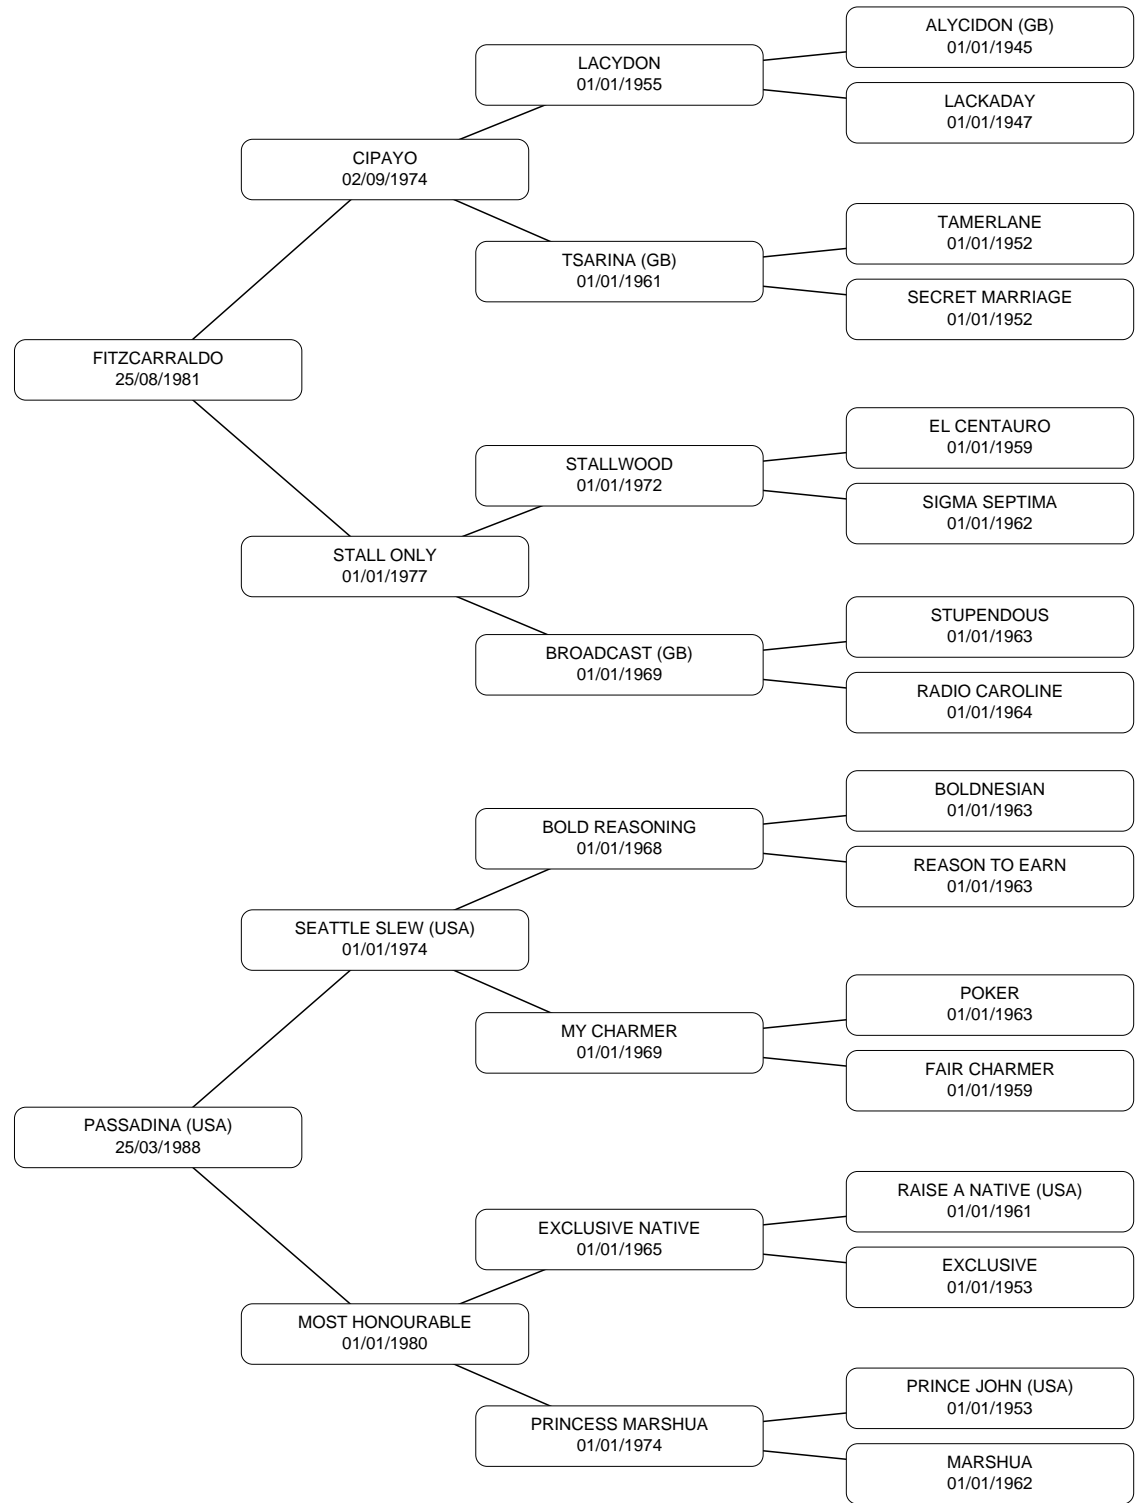 ALYCIDON (GB)
01/01/1945
LACYDON
01/01/1955
LACKADAY
01/01/1947
CIPAYO
02/09/1974
TAMERLANE
01/01/1952
TSARINA (GB)
01/01/1961
SECRET MARRIAGE
01/01/1952
FITZCARRALDO
25/08/1981
EL CENTAURO
01/01/1959
STALLWOOD
01/01/1972
SIGMA SEPTIMA
01/01/1962
STALL ONLY
01/01/1977
STUPENDOUS
01/01/1963
BROADCAST (GB)
01/01/1969
RADIO CAROLINE
01/01/1964
BOLDNESIAN
01/01/1963
BOLD REASONING
01/01/1968
REASON TO EARN
01/01/1963
SEATTLE SLEW (USA)
01/01/1974
POKER
01/01/1963
MY CHARMER
01/01/1969
FAIR CHARMER
01/01/1959
PASSADINA (USA)
25/03/1988
RAISE A NATIVE (USA)
01/01/1961
EXCLUSIVE NATIVE
01/01/1965
EXCLUSIVE
01/01/1953
MOST HONOURABLE
01/01/1980
PRINCE JOHN (USA)
01/01/1953
PRINCESS MARSHUA
01/01/1974
MARSHUA
01/01/1962